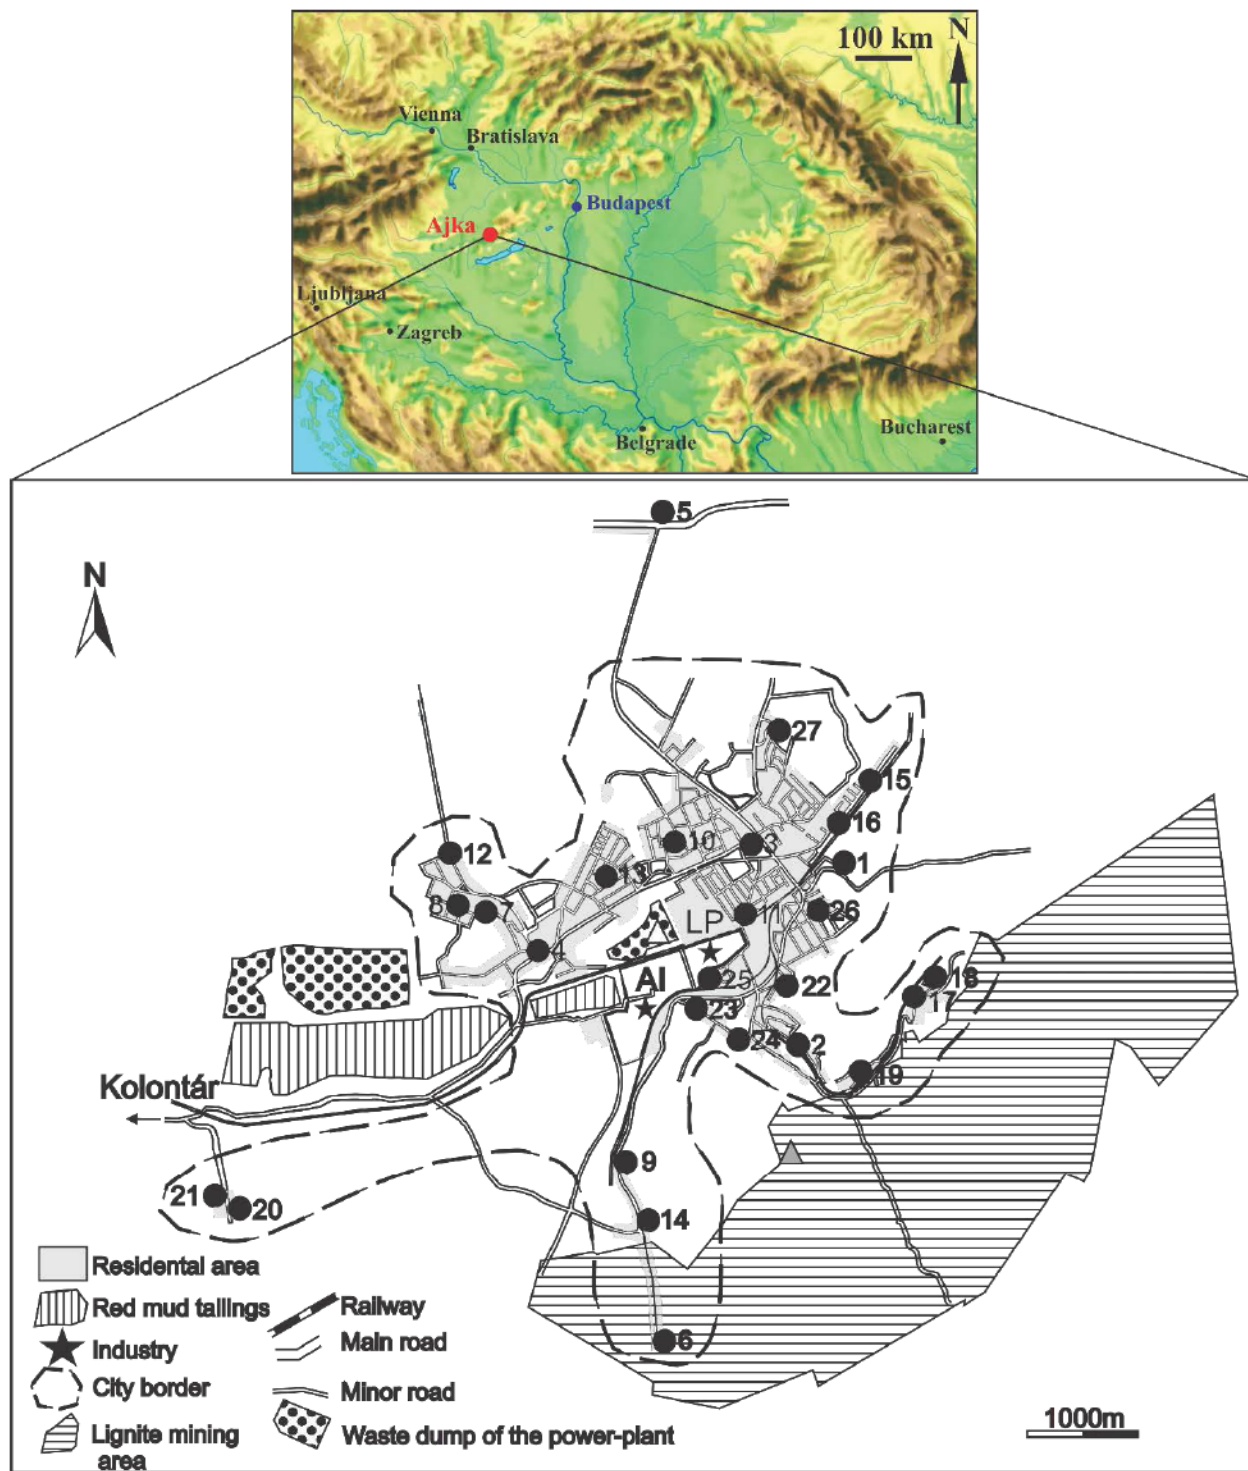 100 km
N
Vienna
Bratislava
Budapest
Ajka
Ljubljana
Zagreb
Belgrade
Bucharest
5
N
27
15
16
12
10
3
1
13
8
7
11
26
LP
4
Al
25
22
18
17
23
24
2
19
Kolontár
9
21
20
14
6
Residental area
Red mud tallings
Industry
City border
Lignite mining
area
Railway
Main road
Minor road
Waste dump of the power-plant
1000m